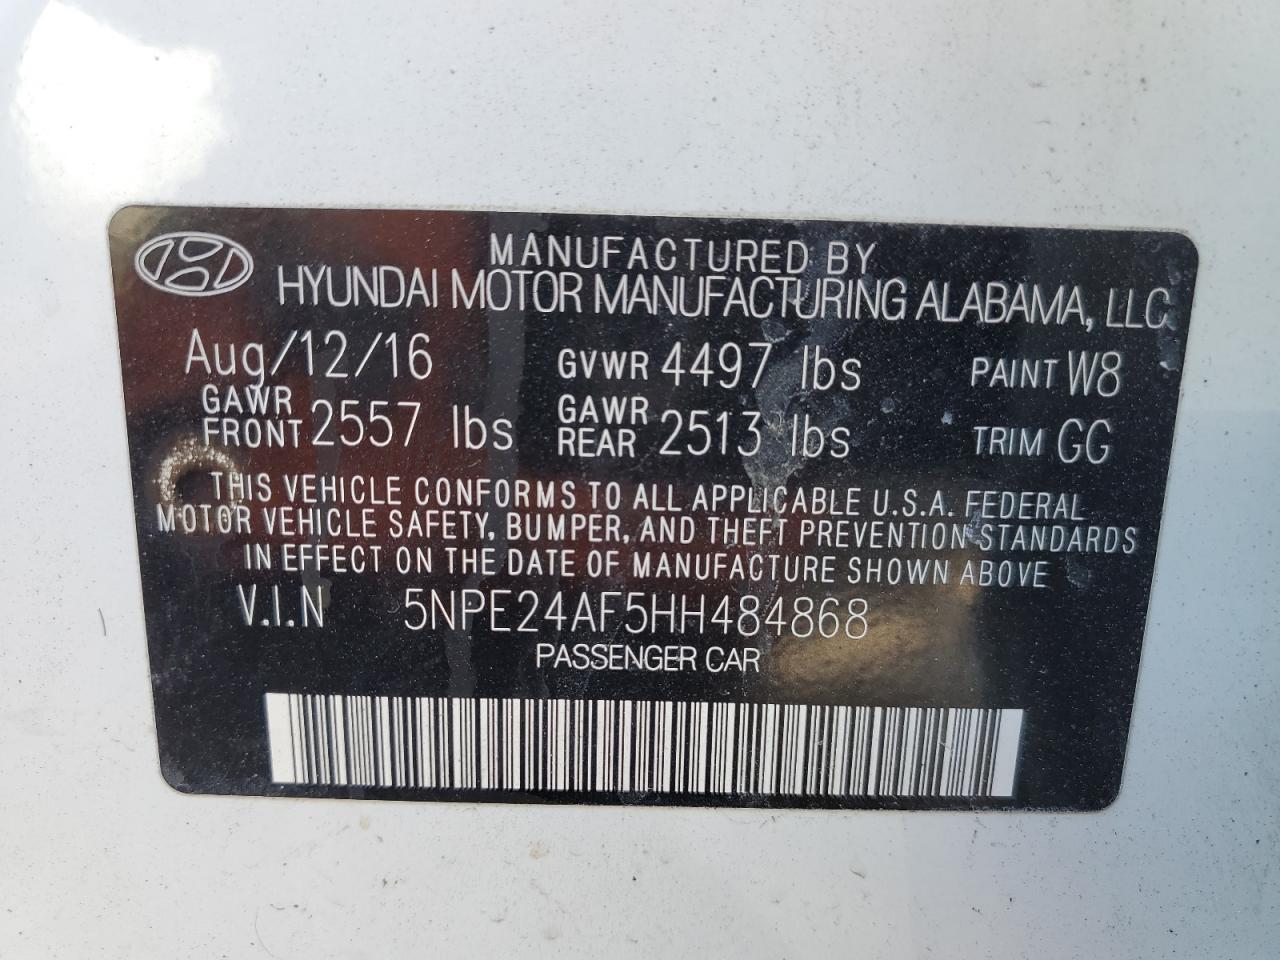 MANUFACTURED BY
HYUNDAI MOTOR MANUFACTURING ALABAMA, LLC
Aug/12/16 GVWR 4497 lbs PAINT W8
GAWR FRONT 2557 lbs GAWR REAR 2513 lbs TRIM GG
THIS VEHICLE CONFORMS TO ALL APPLICABLE U.S.A. FEDERAL
MOTOR VEHICLE SAFETY, BUMPER, AND THEFT PREVENTION STANDARDS
IN EFFECT ON THE DATE OF MANUFACTURE SHOWN ABOVE
V.I.N 5NPE24AF5HH484868
PASSENGER CAR